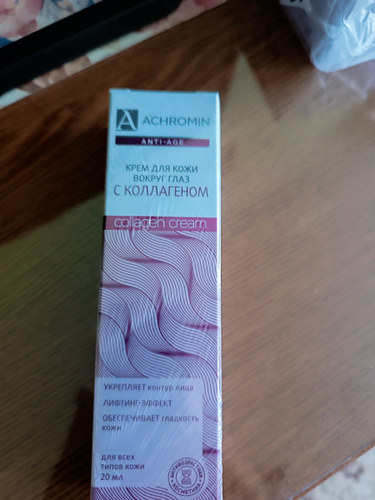 A ACHROMIN
ANTI-AGE
КРЕМ ДЛЯ КОЖИ
ВОКРУГ ГЛАЗ
С КОЛЛАГЕНОМ
collagen cream
УКРЕПЛЯЕТ контур лица
ЛИФТИНГ-ЭФФЕКТ
ОБЕСПЕЧИВАЕТ гладкость
кожи
для всех
типов кожи
20 мл